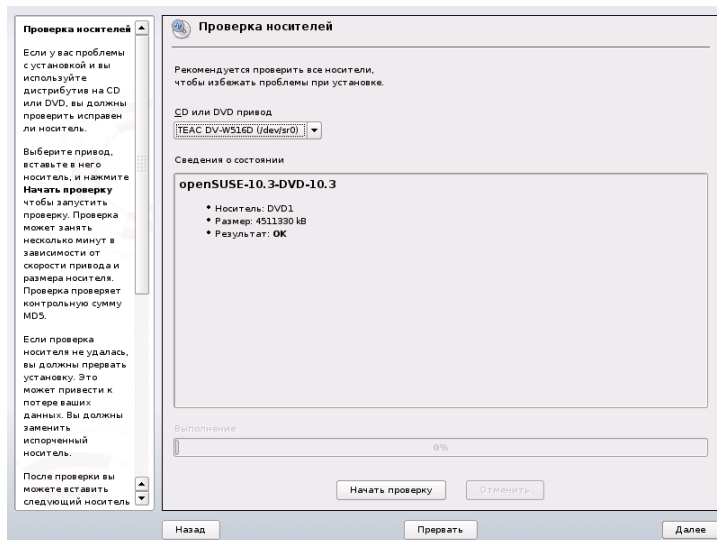 Проверка носителей
Если у вас проблемы
с установкой и вы
используйте
дистрибутив на CD
или DVD, вы должны
проверить исправен
ли носитель.
Выберите привод,
вставьте в него
носитель, и нажмите
Начать проверку
чтобы запустить
проверку. Проверка
может занять
несколько минут в
зависимости от
скорости привода и
размера носителя.
Проверка проверяет
контрольную сумму
MD5.
Если проверка
носителя не удалась,
вы должны прервать
установку. Это
может привести к
потере ваших
данных. Вы должны
заменить
испорченный
носитель.
После проверки вы
можете вставить
следующий носитель
Проверка носителей
Рекомендуется проверить все носители,
чтобы избежать проблемы при установке.
CD или DVD привод
TEAC DV-W516D (/dev/sr0)
Сведения о состоянии
openSUSE-10.3-DVD-10.3
• Носитель: DVD1
• Размер: 4511330 kB
• Результат: OK
Выполнение
0%
Начать проверку
Отменить
Назад
Прервать
Далее